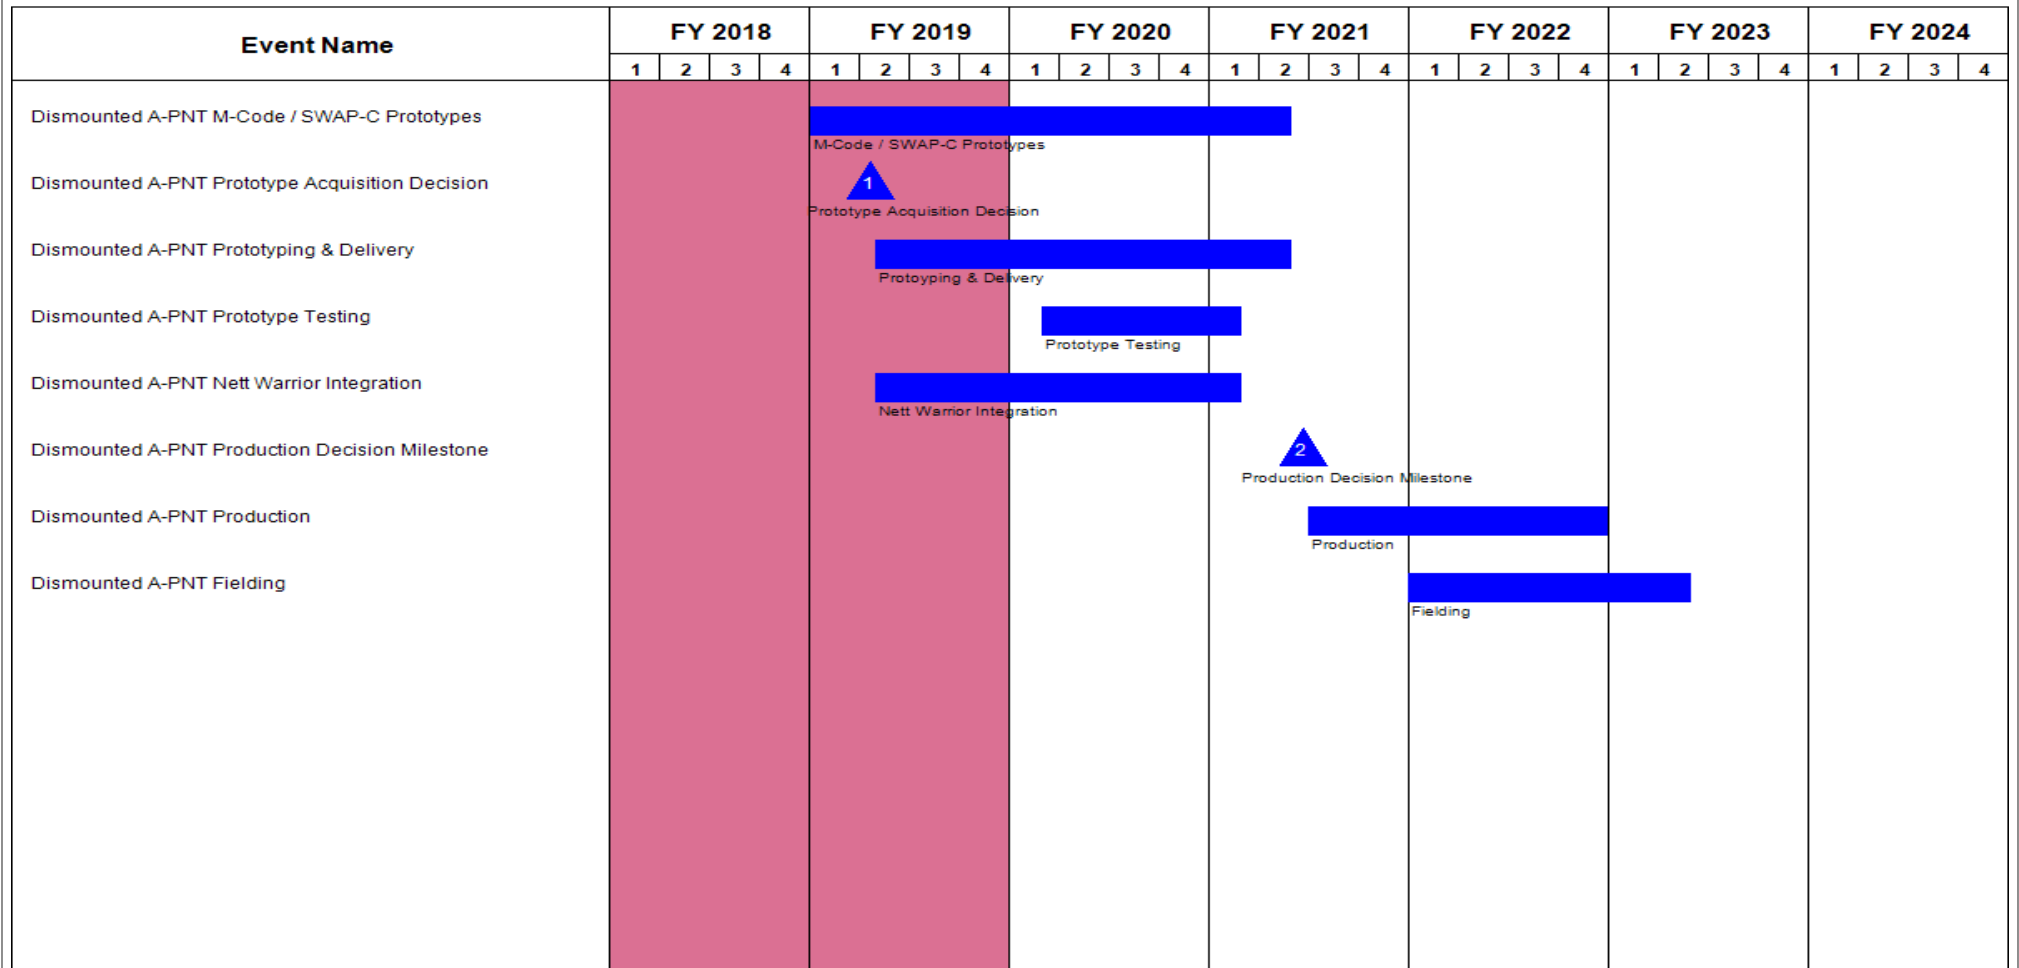 Event Name
FY 2018 FY 2019 FY 2020 FY 2021 FY 2022 FY 2023 FY 2024
1 2 3 4 1 2 3 4 1 2 3 4 1 2 3 4 1 2 3 4 1 2 3 4 1 2 3 4
Dismounted A-PNT M-Code / SWAP-C Prototypes
M-Code / SWAP-C Prototypes
Dismounted A-PNT Prototype Acquisition Decision
1
Prototype Acquisition Decision
Dismounted A-PNT Prototyping & Delivery
Protoyping & Delivery
Dismounted A-PNT Prototype Testing
Prototype Testing
Dismounted A-PNT Nett Warrior Integration
Nett Warrior Integration
Dismounted A-PNT Production Decision Milestone
2
Production Decision Milestone
Dismounted A-PNT Production
Production
Dismounted A-PNT Fielding
Fielding